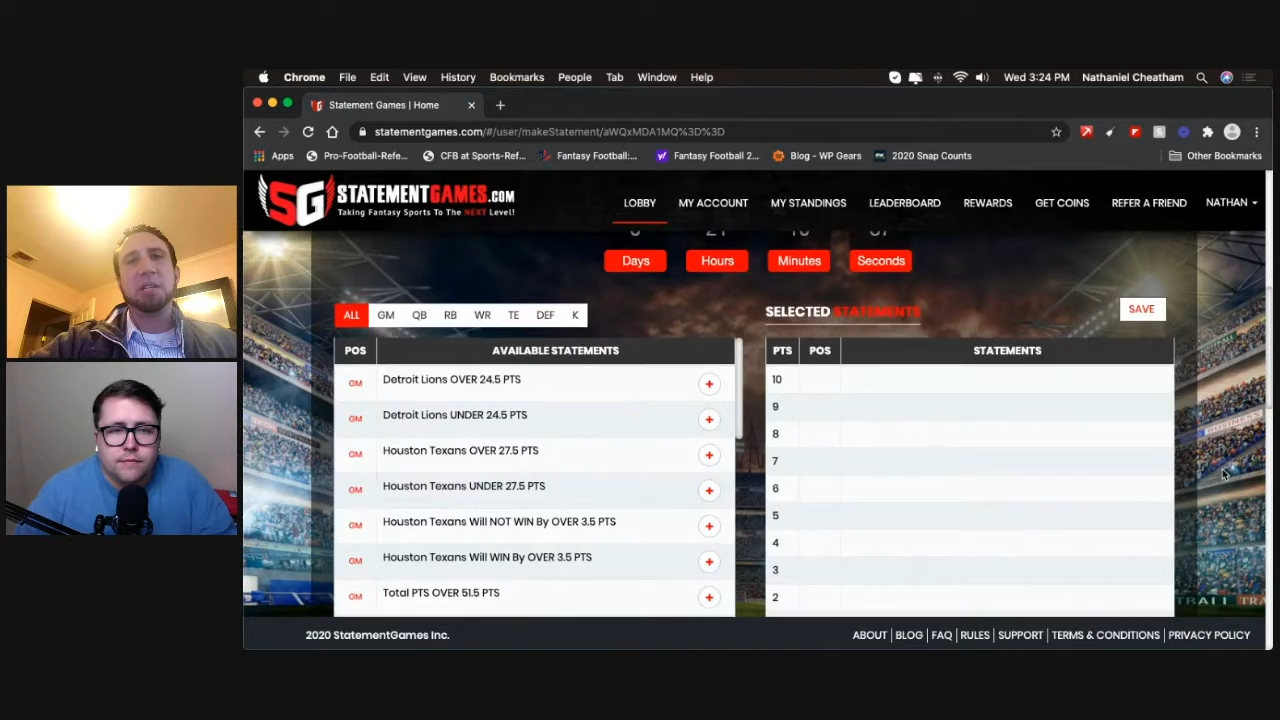 Chrome File Edit View History Bookmarks People Tab Window Help Wed 3:24 PM Nathaniel Cheatham
Statement Games | Home
statementgames.com/#/user/makeStatement/aWQxMDA1MQ%3D%3D
Apps Pro-Football-Refe... CFB at Sports-Ref... Fantasy Football:... Fantasy Football 2... Blog - WP Gears 2020 Snap Counts Other Bookmarks
SG STATEMENTGAMES.COM
Taking Fantasy Sports To The NEXT Level!
LOBBY MY ACCOUNT MY STANDINGS LEADERBOARD REWARDS GET COINS REFER A FRIEND NATHAN
Days Hours Minutes Seconds
ALL GM QB RB WR TE DEF K
SELECTED STATEMENTS SAVE
POS AVAILABLE STATEMENTS
GM Detroit Lions OVER 24.5 PTS
GM Detroit Lions UNDER 24.5 PTS
GM Houston Texans OVER 27.5 PTS
GM Houston Texans UNDER 27.5 PTS
GM Houston Texans Will NOT WIN By OVER 3.5 PTS
GM Houston Texans Will WIN By OVER 3.5 PTS
GM Total PTS OVER 51.5 PTS
PTS POS STATEMENTS
10
9
8
7
6
5
4
3
2
2020 StatementGames Inc.
ABOUT | BLOG | FAQ | RULES | SUPPORT | TERMS & CONDITIONS | PRIVACY POLICY